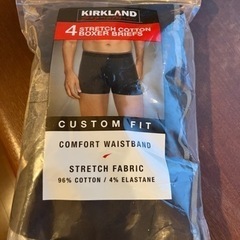 KIRKLAND
4 STRETCH COTTON
BOXER BRIEFS
CUSTOM FIT
COMFORT WAISTBAND
STRETCH FABRIC
96% COTTON / 4% ELASTANE